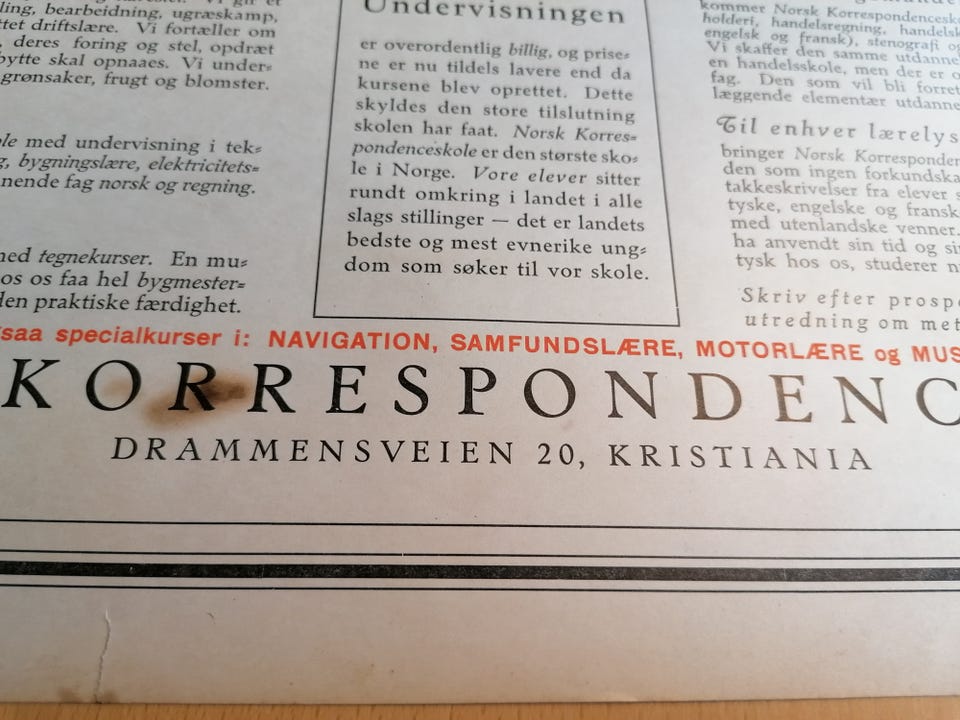 ling, bearbeidning, ugræskamp,
driftslære. Vi fortæller om
deres foring og stel, opdræt
skal opnaaes. Vi under=
grønsaker, frugt og blomster.
med undervisning i tek=
bygningslære, elektricitets=
fag norsk og regning.
tegnekurser. En mu=
os faa hel bygmester=
den praktiske færdighet.
Undervisningen
er overordentlig billig, og prise=
ne er nu tildels lavere end da
kursene blev oprettet. Dette
skyldes den store tilslutning
skolen har faat. Norsk Korres=
pondenceskole er den største sko=
le i Norge. Vore elever sitter
rundt omkring i landet i alle
slags stillinger — det er landets
bedste og mest evnerike ung=
dom som søker til vor skole.
kommer Norsk Korrespondencesk
holderi, handelsregning, handelsk
engelsk og fransk), stenografi og
Vi skaffer den samme utdanne
en handelsskole, men der er o
fag. Den som vil bli forret
læggende elementær utdanne
Til enhver lærelys
bringer Norsk Koresponden
den som ingen forkundska
takkeskrivelser fra elever s
tyske, engelske og fransk
med utenlandske venner.
ha anvendt sin tid og si
tysk hos os, studerer n
Skriv efter prosp
utredning om met
saa specialkurser i: NAVIGATION, SAMFUNDSLÆRE, MOTORLÆRE og MUS
KORRESPONDENC
DRAMMENSVEIEN 20, KRISTIANIA